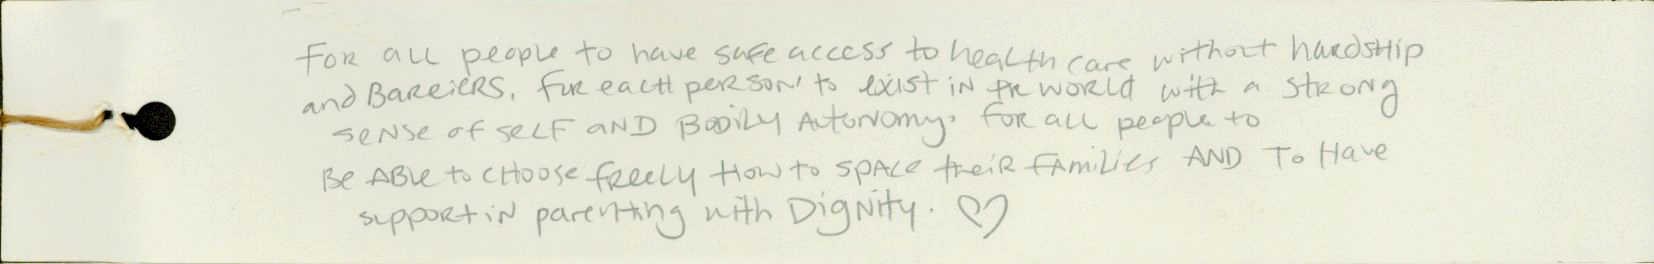 For all people to have safe access to health care without hardship
and Barriers. For each person to exist in the world with a strong
sense of self and Bodily Autonomy. For all people to
Be Able to choose freely How to space their families AND To Have
support in parenting with Dignity. ♡